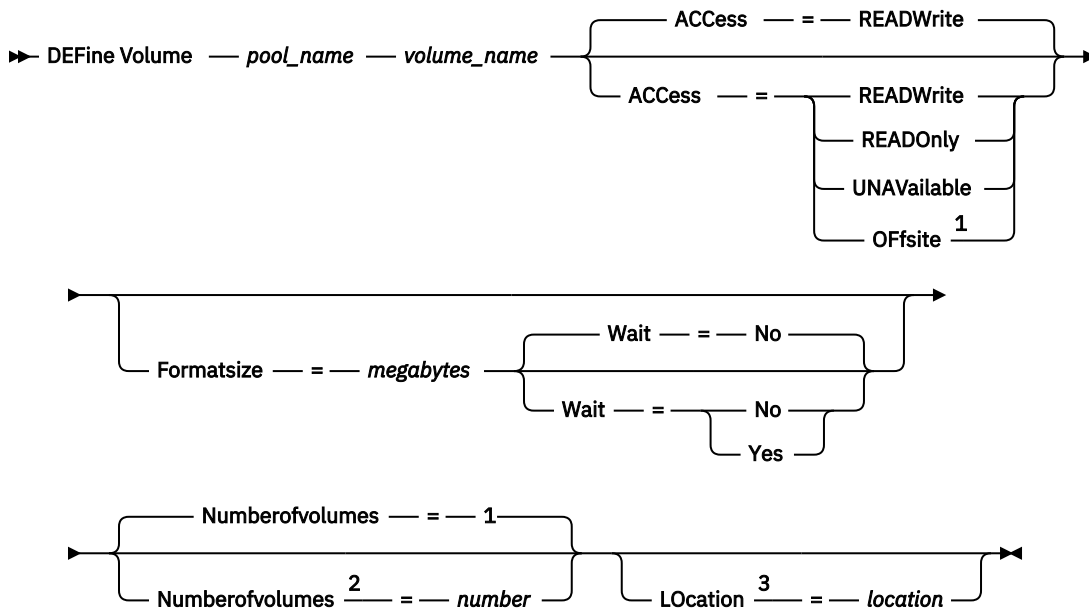 ACCess = READWrite
DEFine Volume pool_name volume_name
ACCess = READWrite
READOnly
UNAVailable
OFfsite 1
Wait = No
Formatsize = megabytes
Wait = No
Yes
Numberofvolumes = 1
Numberofvolumes 2 = number LOcation 3 = location